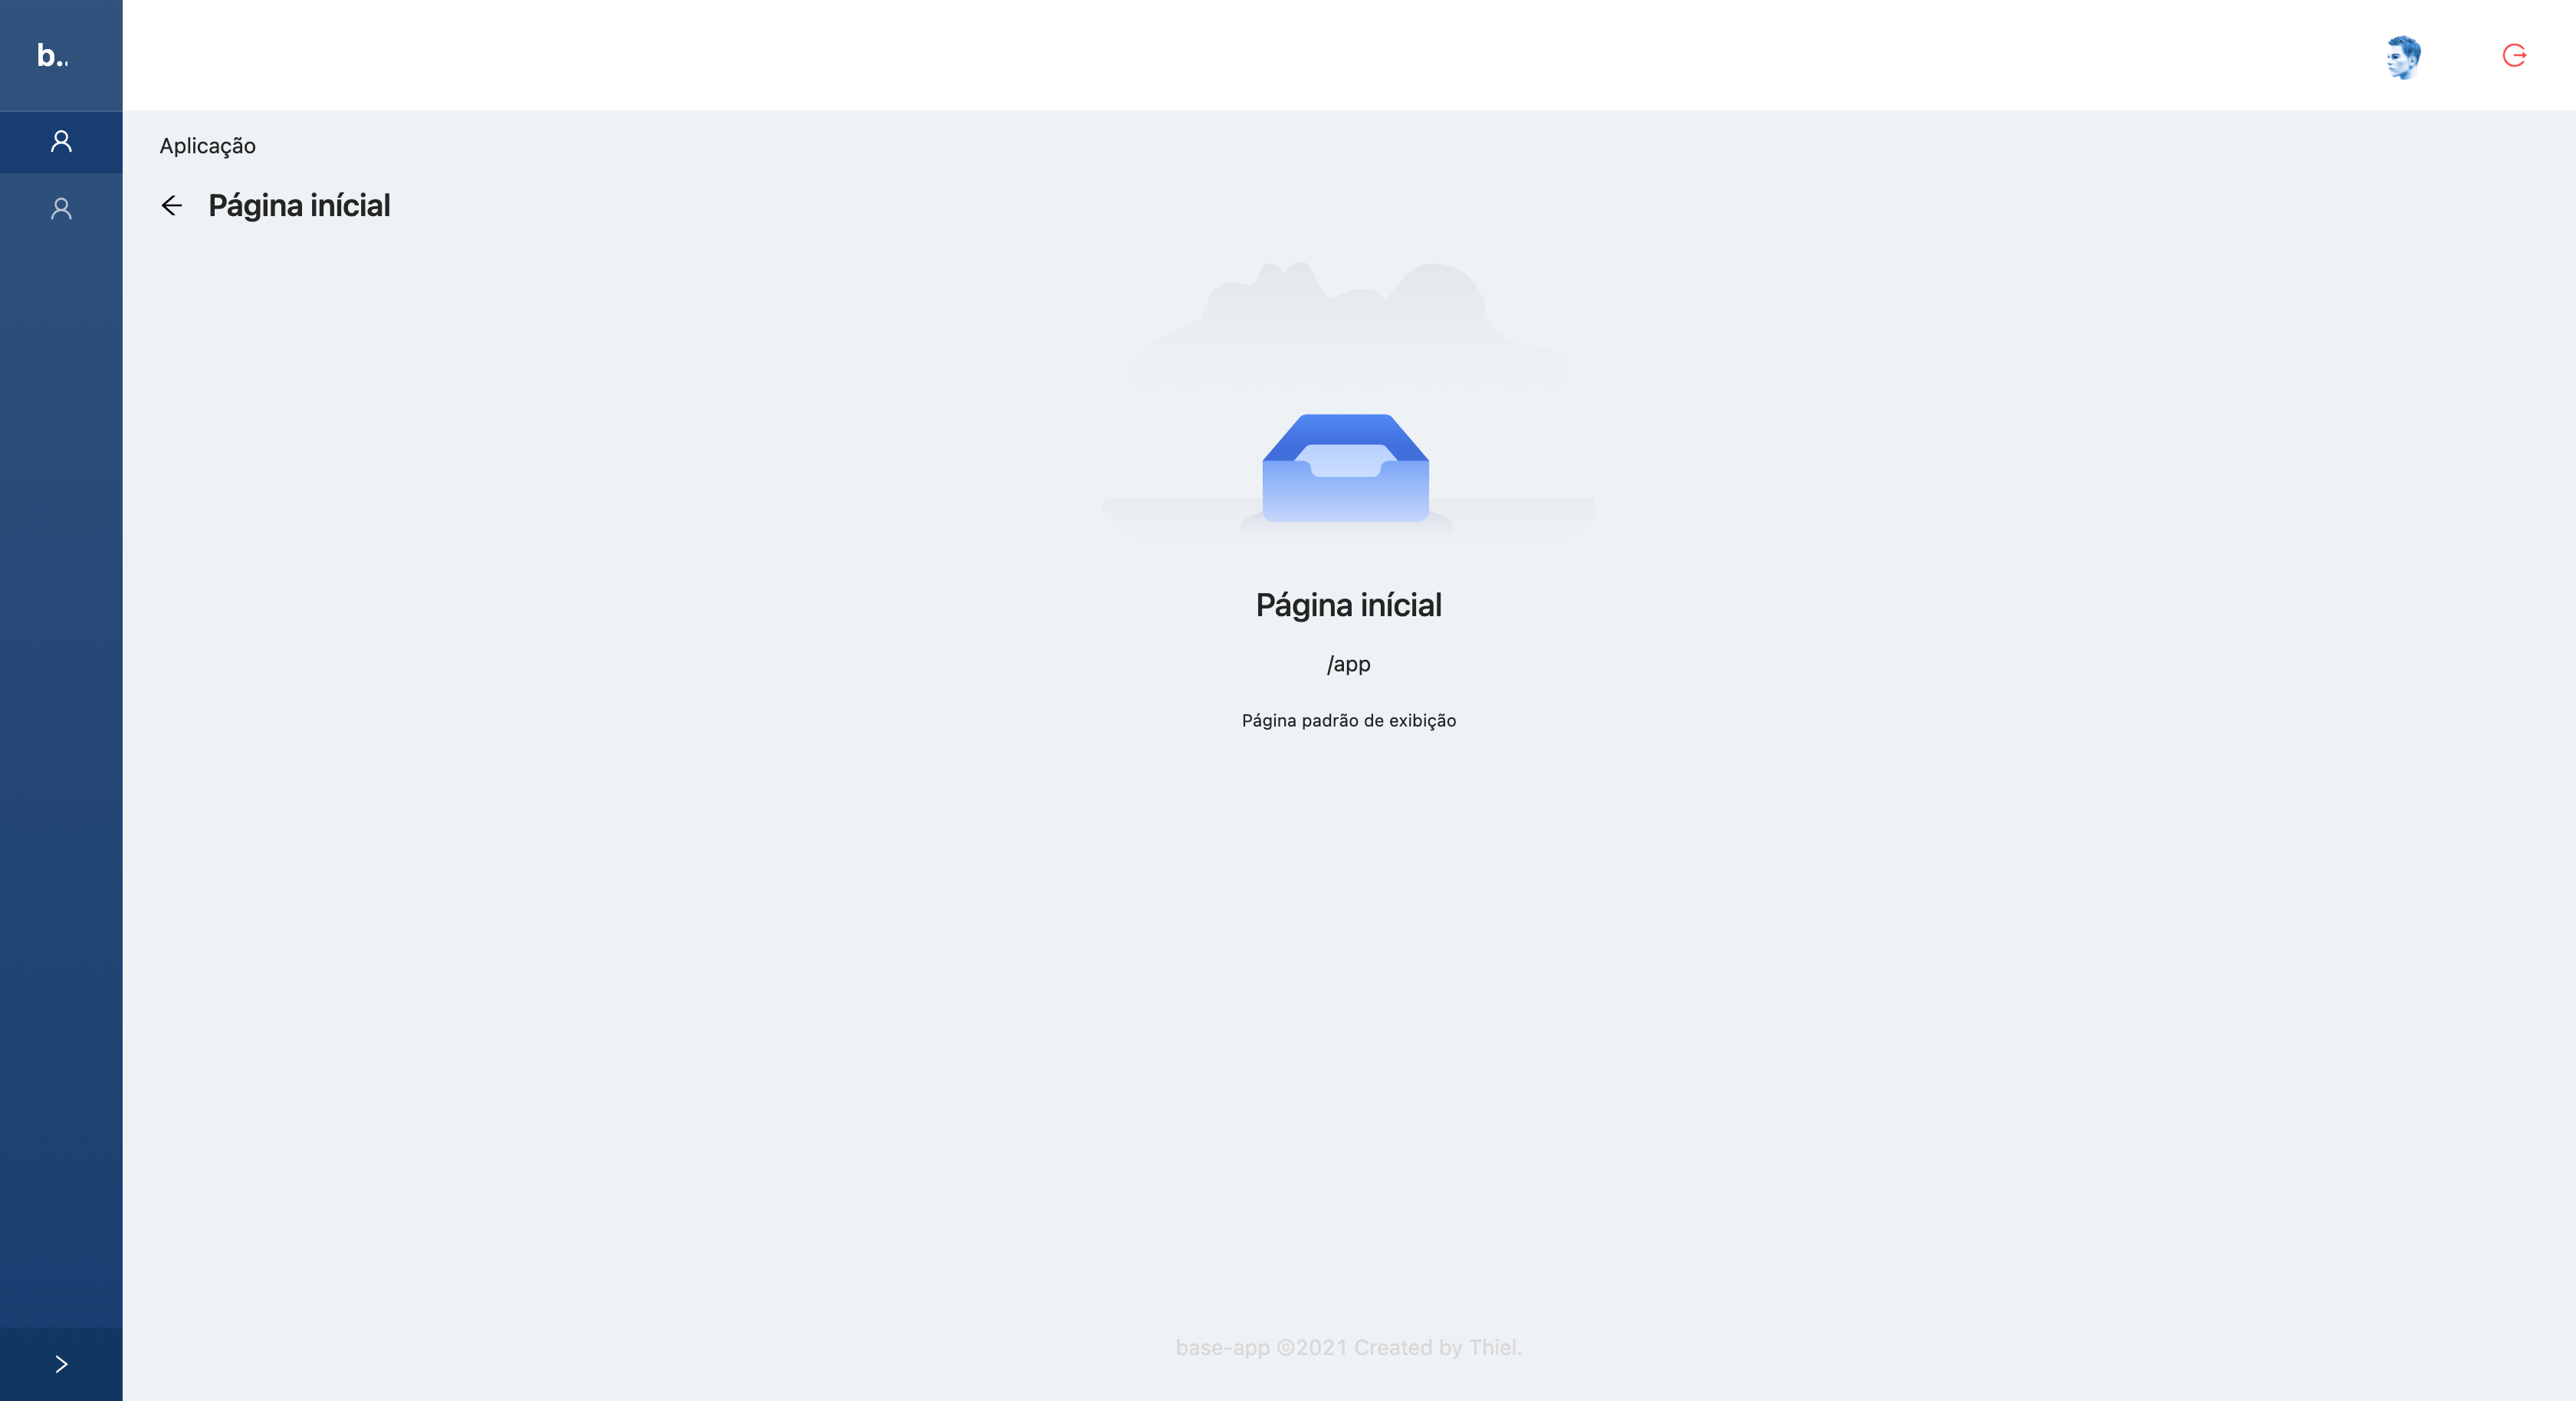 b..
Aplicação
Página inícial
Página inícial
/app
Página padrão de exibição
base-app ©2021 Created by Thiel.